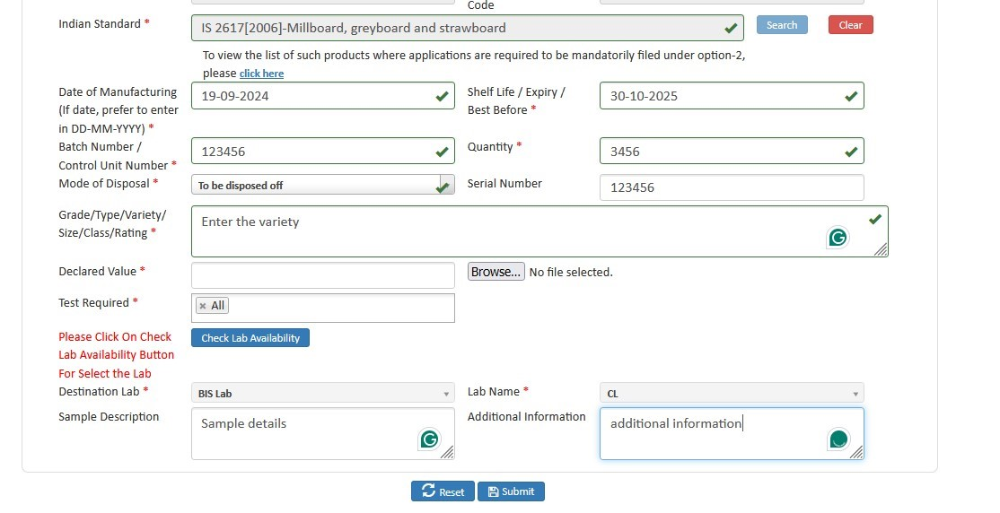 Code
Indian Standard *
IS 2617[2006]-Millboard, greyboard and strawboard
Search
Clear
To view the list of such products where applications are required to be mandatorily filed under option-2,
please click here
Date of Manufacturing
(If date, prefer to enter
in DD-MM-YYYY) *
19-09-2024
Shelf Life / Expiry /
Best Before *
30-10-2025
Batch Number /
Control Unit Number *
123456
Quantity *
3456
Mode of Disposal *
To be disposed off
Serial Number
123456
Grade/Type/Variety/
Size/Class/Rating *
Enter the variety
Declared Value *
Browse... No file selected.
Test Required *
× All
Please Click On Check
Lab Availability Button
For Select the Lab
Check Lab Availability
Destination Lab *
BIS Lab
Lab Name *
CL
Sample Description
Sample details
Additional Information
additional information
Reset
Submit